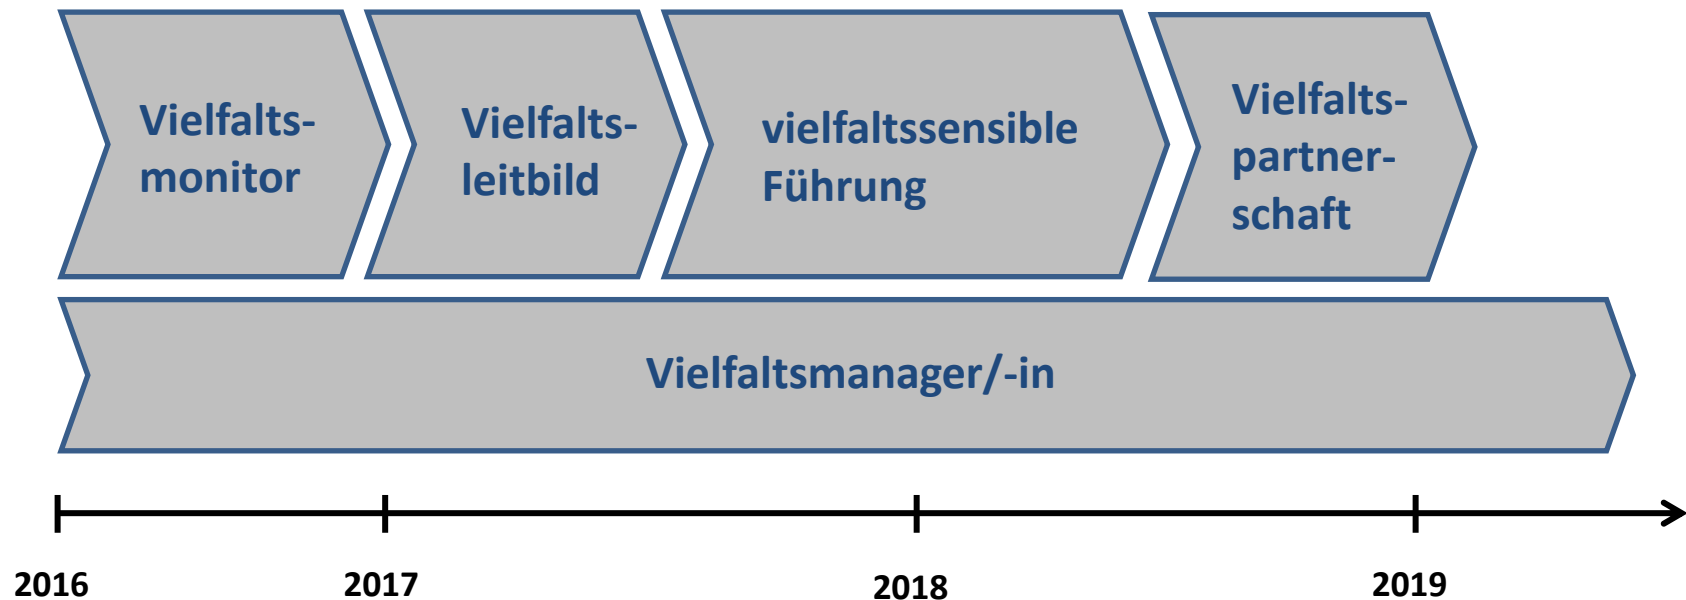 Vielfalts-
monitor
Vielfalts-
leitbild
vielfaltssensible
Führung
Vielfalts-
partner-
schaft
Vielfaltsmanager/-in
2016
2017
2018
2019